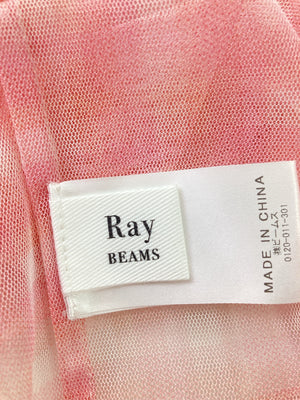 Ray
BEAMS
MADE IN CHINA
㈱ビームス
0120-011-301